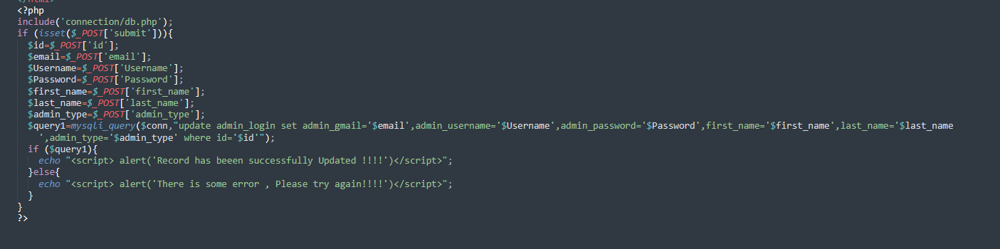 </html>
<?php
include('connection/db.php');
if (isset($_POST['submit'])){
$id=$_POST['id'];
$email=$_POST['email'];
$Username=$_POST['Username'];
$Password=$_POST['Password'];
$first_name=$_POST['first_name'];
$last_name=$_POST['last_name'];
$admin_type=$_POST['admin_type'];
$query1=mysqli_query($conn,"update admin_login set admin_gmail='$email',admin_username='$Username',admin_password='$Password',first_name='$first_name',last_name='$last_name
',admin_type='$admin_type' where id='$id'");
if ($query1){
echo "<script> alert('Record has beeen successfully Updated !!!!')</script>";
}else{
echo "<script> alert('There is some error , Please try again!!!!')</script>";
}
}
?>